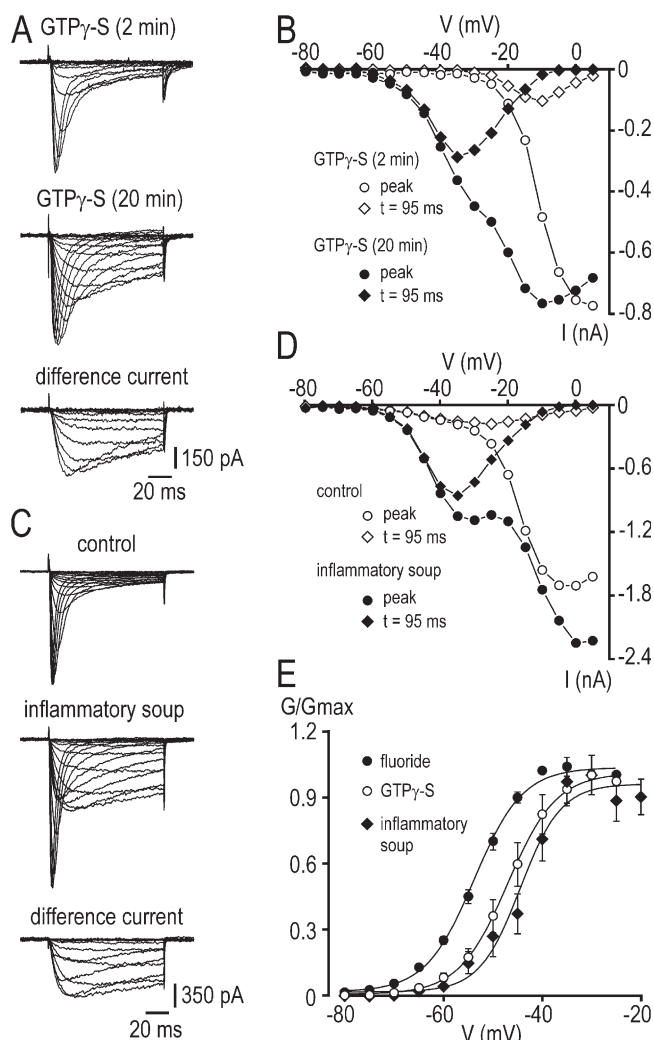 A
GTPγ-S (2 min)
GTPγ-S (20 min)
difference current
150 pA
20 ms
B
V (mV)
-80 -60 -40 -20 0
0
-0.2
-0.4
-0.6
-0.8
I (nA)
GTPγ-S (2 min)
peak
t = 95 ms
GTPγ-S (20 min)
peak
t = 95 ms
C
control
inflammatory soup
difference current
350 pA
20 ms
D
V (mV)
-80 -60 -40 -20 0
0
-0.6
-1.2
-1.8
-2.4
I (nA)
control
peak
t = 95 ms
inflammatory soup
peak
t = 95 ms
E
G/Gmax
1.2
0.9
0.6
0.3
0
fluoride
GTPγ-S
inflammatory
soup
-80 -60 -40 -20
V (mV)